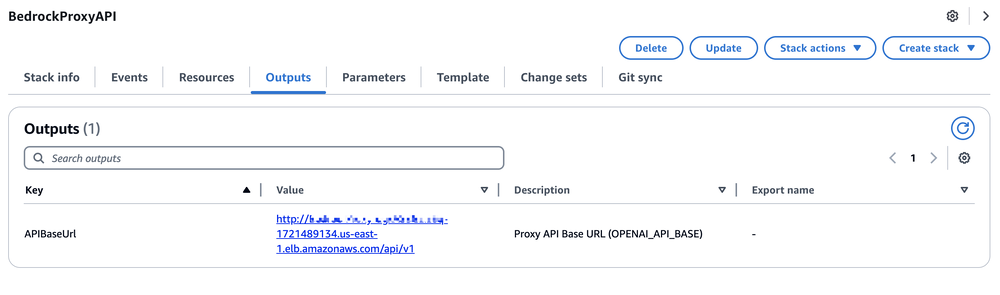 BedrockProxyAPI
Delete Update Stack actions Create stack
Stack info Events Resources Outputs Parameters Template Change sets Git sync
Outputs (1)
Search outputs
1
Key Value Description Export name
http://
APIBaseUrl 1721489134.us-east- Proxy API Base URL (OPENAI_API_BASE) -
1.elb.amazonaws.com/api/v1